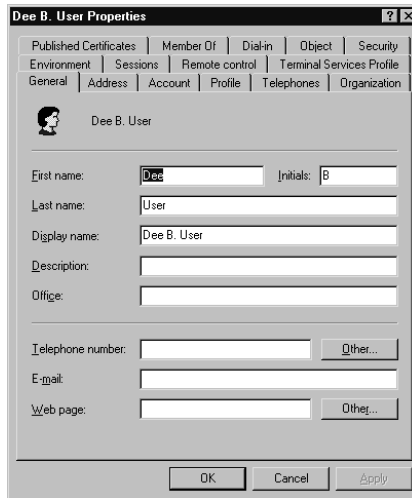 Dee B. User Properties
Published Certificates Member Of Dial-in Object Security
Environment Sessions Remote control Terminal Services Profile
General Address Account Profile Telephones Organization
Dee B. User
First name: Dee Initials: B
Last name: User
Display name: Dee B. User
Description:
Office:
Telephone number: Other...
E-mail:
Web page: Other...
OK Cancel Apply